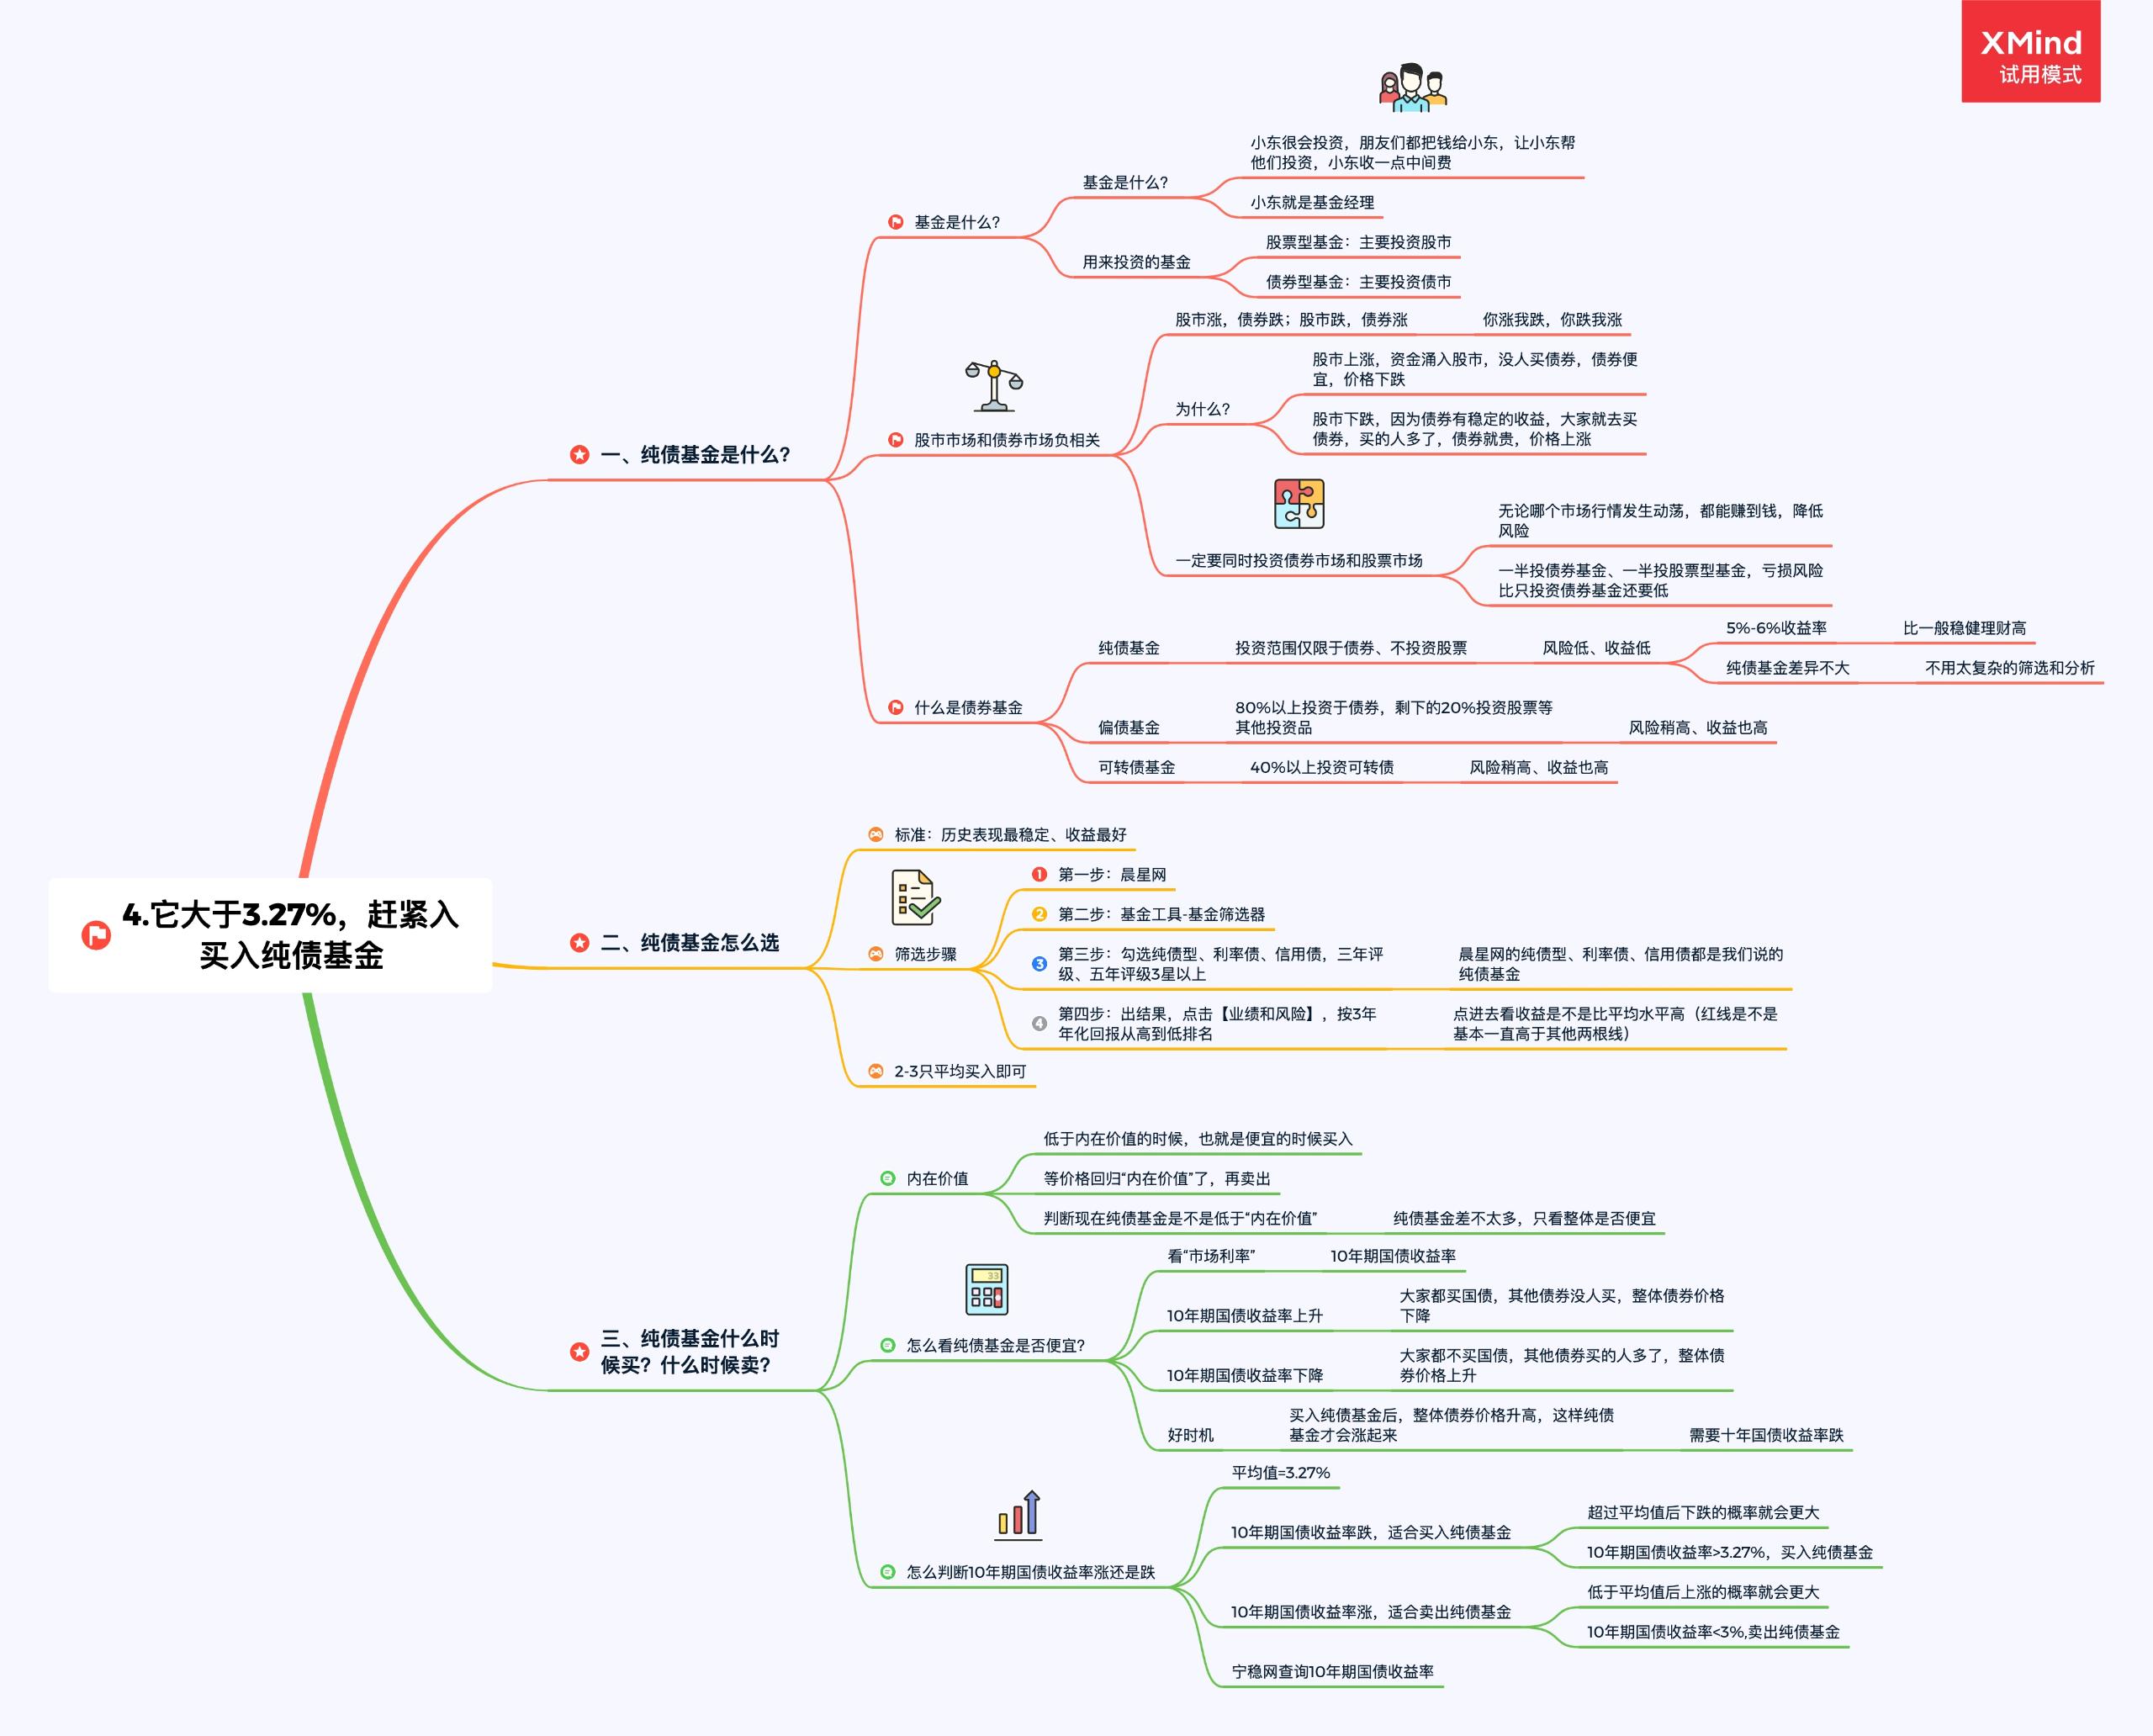 XMind
试用模式
4.它大于3.27%，赶紧入
买入纯债基金
一、纯债基金是什么？
基金是什么？
基金是什么？
小东很会投资，朋友们都把钱给小东，让小东帮
他们投资，小东收一点中间费
小东就是基金经理
用来投资的基金
股票型基金：主要投资股市
债券型基金：主要投资债市
股市市场和债券市场负相关
股市涨，债券跌；股市跌，债券涨
你涨我跌，你跌我涨
为什么？
股市上涨，资金涌入股市，没人买债券，债券便
宜，价格下跌
股市下跌，因为债券有稳定的收益，大家就去买
债券，买的人多了，债券就贵，价格上涨
一定要同时投资债券市场和股票市场
无论哪个市场行情发生动荡，都能赚到钱，降低
风险
一半投债券基金、一半投股票型基金，亏损风险
比只投资债券基金还要低
什么是债券基金
纯债基金
投资范围仅限于债券、不投资股票
风险低、收益低
5%-6%收益率
比一般稳健理财高
纯债基金差异不大
不用太复杂的筛选和分析
偏债基金
80%以上投资于债券，剩下的20%投资股票等
其他投资品
风险稍高、收益也高
可转债基金
40%以上投资可转债
风险稍高、收益也高
二、纯债基金怎么选
标准：历史表现最稳定、收益最好
筛选步骤
1 第一步：晨星网
2 第二步：基金工具-基金筛选器
3 第三步：勾选纯债型、利率债、信用债，三年评
级、五年评级3星以上
晨星网的纯债型、利率债、信用债都是我们说的
纯债基金
4 第四步：出结果，点击【业绩和风险】，按3年
年化回报从高到低排名
点进去看收益是不是比平均水平高（红线是不是
基本一直高于其他两根线）
2-3只平均买入即可
三、纯债基金什么时
候买？什么时候卖？
内在价值
低于内在价值的时候，也就是便宜的时候买入
等价格回归“内在价值”了，再卖出
判断现在纯债基金是不是低于“内在价值”
纯债基金差不太多，只看整体是否便宜
33
怎么看纯债基金是否便宜？
看“市场利率”
10年期国债收益率
10年期国债收益率上升
大家都买国债，其他债券没人买，整体债券价格
下降
10年期国债收益率下降
大家都不买国债，其他债券买的人多了，整体债
券价格上升
好时机
买入纯债基金后，整体债券价格升高，这样纯债
基金才会涨起来
需要十年国债收益率跌
怎么判断10年期国债收益率涨还是跌
平均值=3.27%
10年期国债收益率跌，适合买入纯债基金
超过平均值后下跌的概率就会更大
10年期国债收益率>3.27%，买入纯债基金
10年期国债收益率涨，适合卖出纯债基金
低于平均值后上涨的概率就会更大
10年期国债收益率<3%,卖出纯债基金
宁稳网查询10年期国债收益率